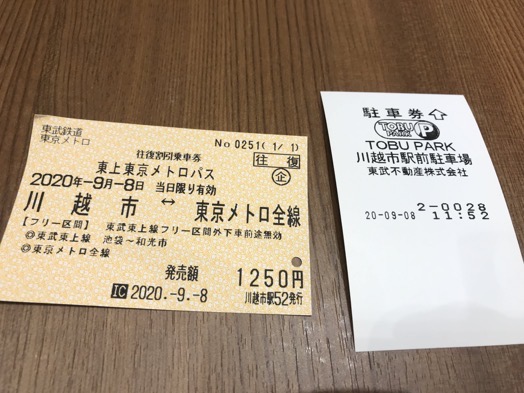 東武鉄道
東京メトロ
No 0251( 1/ 1)
往復割引乗車券
往 復
企
東上東京メトロパス
2020年-9月-8日 当日限り有効
川越市 ↔ 東京メトロ全線
【フリー区間】 東武東上線フリー区間外下車前途無効
◎東武東上線 池袋〜和光市
◎東京メトロ全線
発売額 1250円
IC 2020.-9.-8 川越市駅52発行
駐車券
TOBU PARK P
TOBU PARK
川越市駅前駐車場
東武不動産株式会社
2-0028
20-09-08 11:52